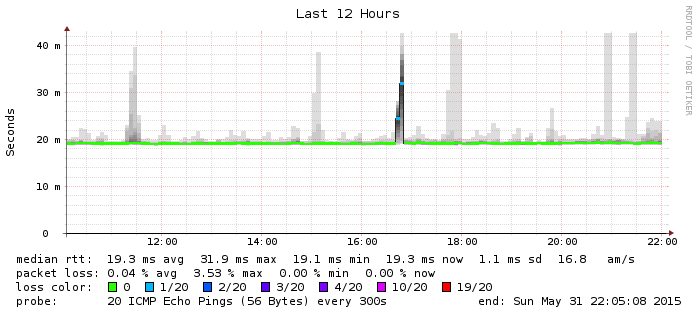 Last 12 Hours
RRDTOOL / TOBI OETIKER
Seconds
40 m
30 m
20 m
10 m
0
12:00 14:00 16:00 18:00 20:00 22:00
median rtt: 19.3 ms avg 31.9 ms max 19.1 ms min 19.3 ms now 1.1 ms sd 16.8 am/s
packet loss: 0.04 % avg 3.53 % max 0.00 % min 0.00 % now
loss color: 0 1/20 2/20 3/20 4/20 10/20 19/20
probe: 20 ICMP Echo Pings (56 Bytes) every 300s end: Sun May 31 22:05:08 2015